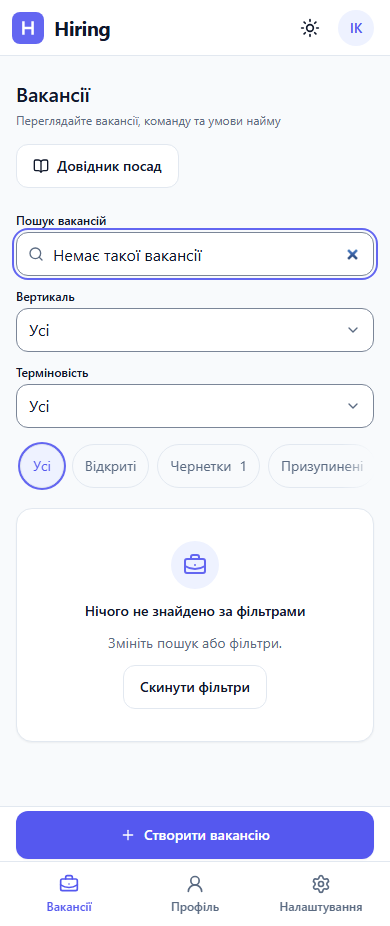 H Hiring
ІК
Вакансії
Переглядайте вакансії, команду та умови найму
Довідник посад
Пошук вакансій
Немає такої вакансії
Вертикаль
Усі
Терміновість
Усі
Усі Відкриті Чернетки 1 Призупинені
Нічого не знайдено за фільтрами
Змініть пошук або фільтри.
Скинути фільтри
+ Створити вакансію
Вакансії Профіль Налаштування